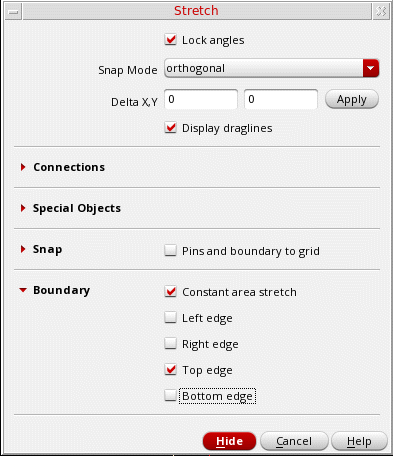 Stretch
Lock angles
Snap Mode orthogonal
Delta X,Y 0 0 Apply
Display draglines
Connections
Special Objects
Snap Pins and boundary to grid
Boundary Constant area stretch
Left edge
Right edge
Top edge
Bottom edge
Hide Cancel Help